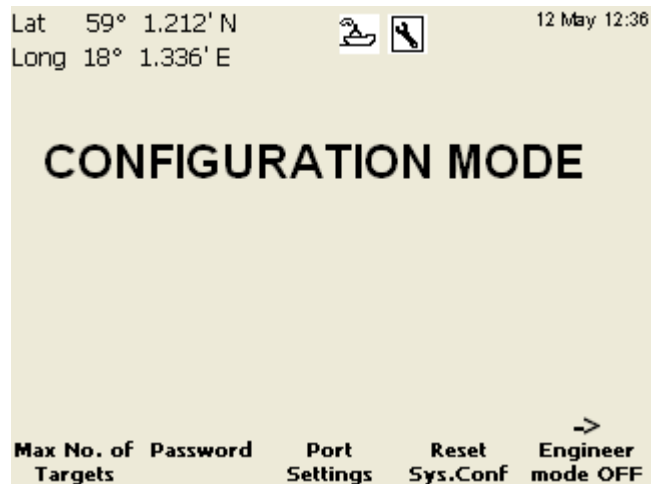 Lat 59° 1.212' N
12 May 12:36
Long 18° 1.336' E
CONFIGURATION MODE
->
Max No. of Password Port Reset Engineer
Targets Settings Sys.Conf mode OFF